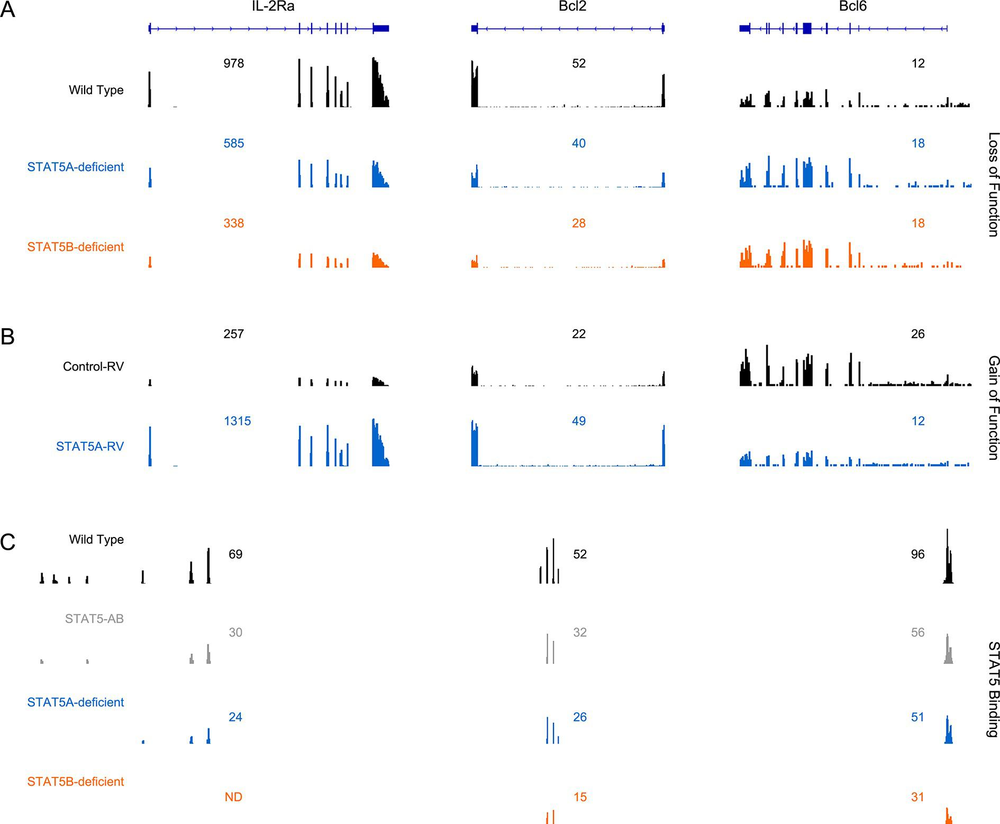 A
IL-2Ra
Bcl2
Bcl6
978
52
12
Wild Type
585
40
18
STAT5A-deficient
338
28
18
STAT5B-deficient
Loss of Function
B
257
22
26
Control-RV
1315
49
12
STAT5A-RV
Gain of Function
C
Wild Type
69
52
96
STAT5-AB
30
32
56
STAT5A-deficient
24
26
51
STAT5B-deficient
ND
15
31
STAT5 Binding